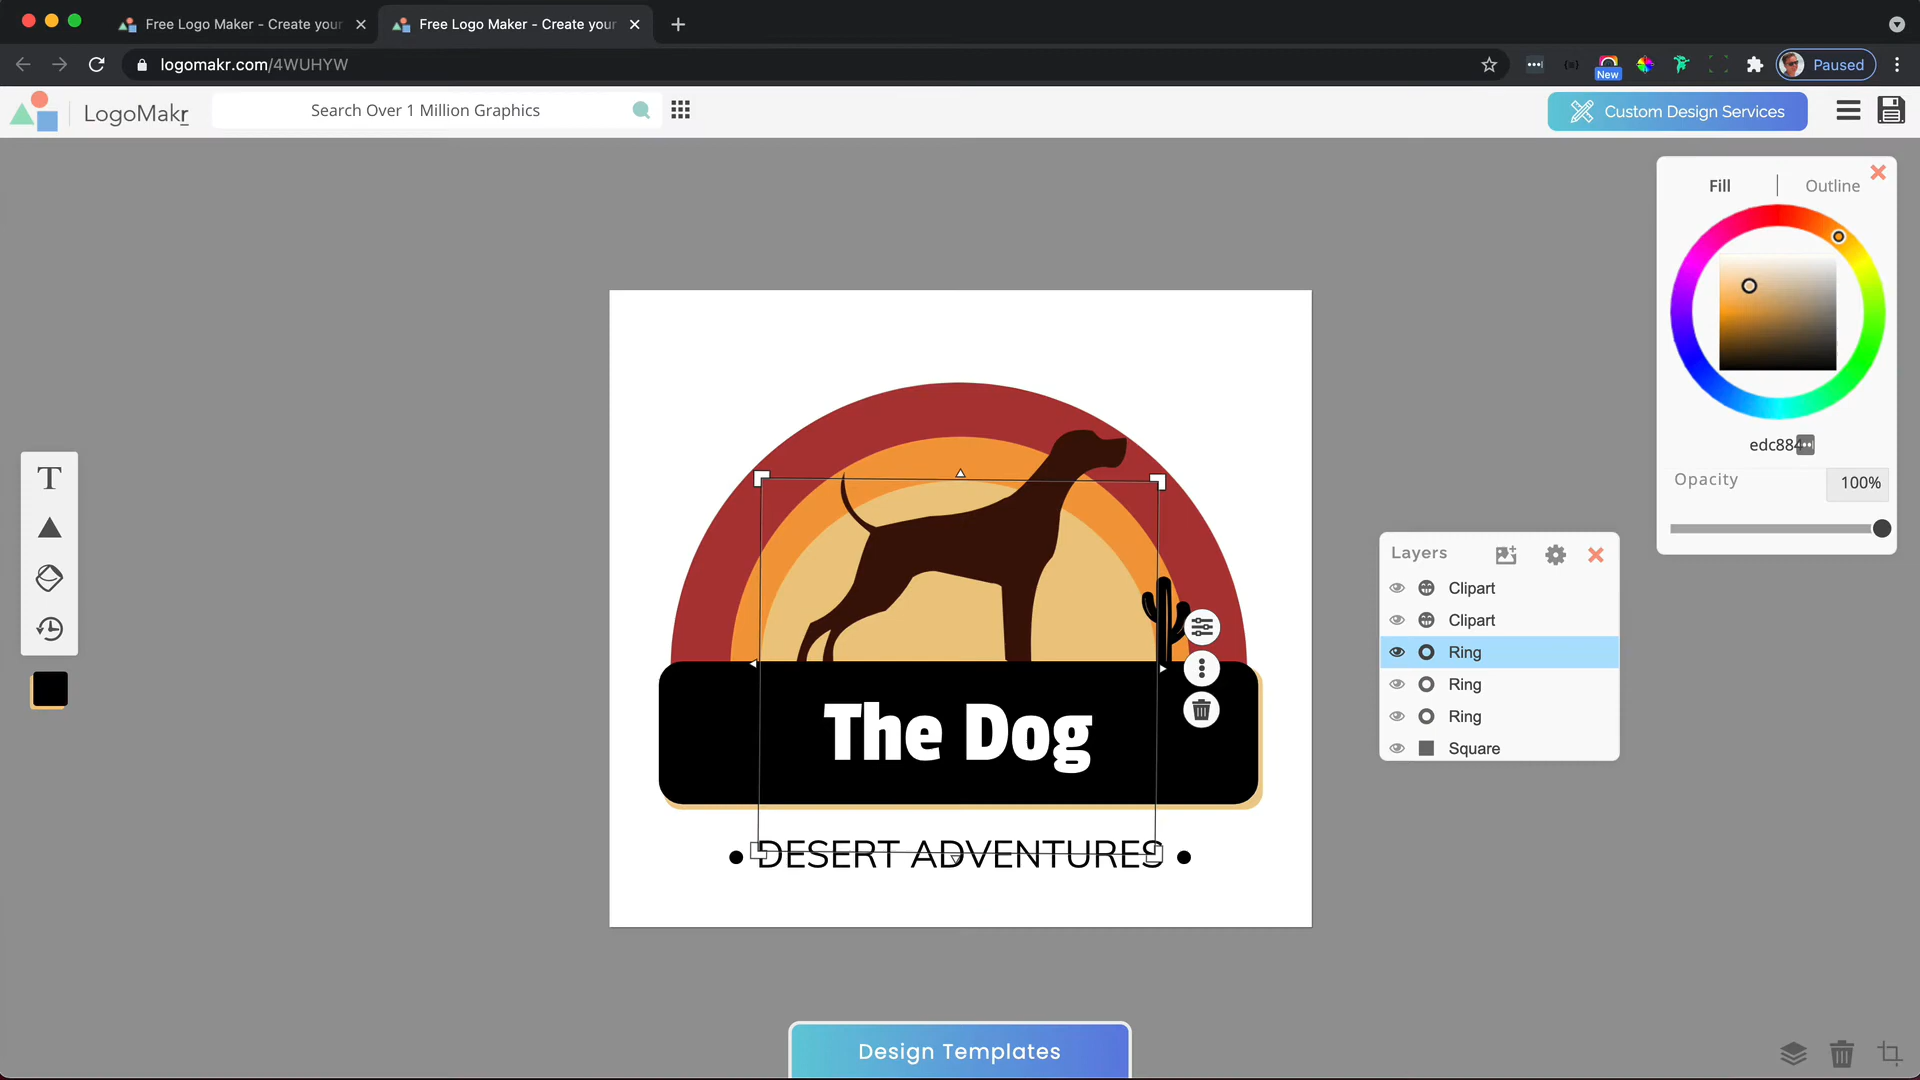 Free Logo Maker - Create your
Free Logo Maker - Create your
logomakr.com/4WUHYW
New
Paused
LogoMakr
Search Over 1 Million Graphics
Custom Design Services
Fill
Outline
edc884
Opacity
100%
T
Layers
Clipart
Clipart
Ring
Ring
Ring
Square
The Dog
DESERT ADVENTURES
Design Templates